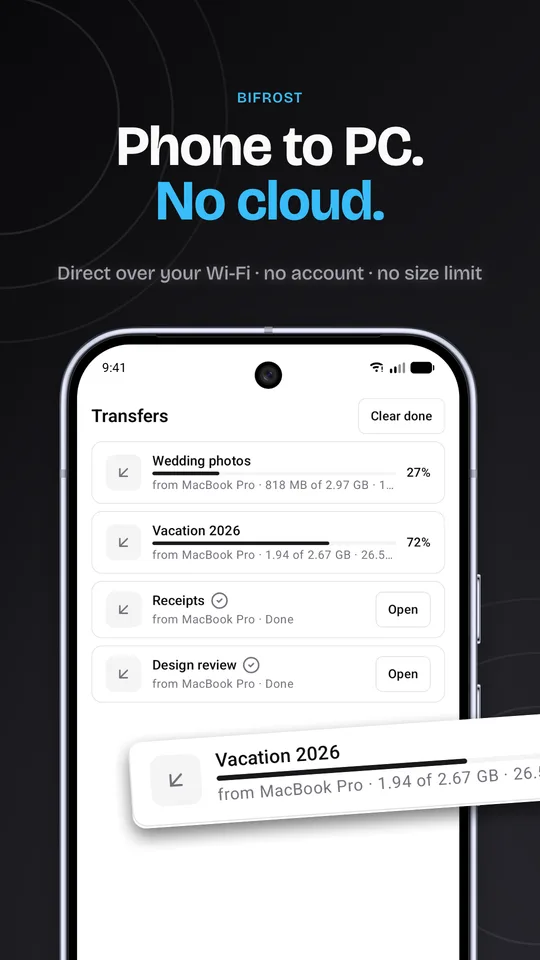 BIFROST
Phone to PC.
No cloud.
Direct over your Wi-Fi · no account · no size limit
9:41
Transfers
Clear done
Wedding photos
from MacBook Pro · 818 MB of 2.97 GB · 1...
27%
Vacation 2026
from MacBook Pro · 1.94 of 2.67 GB · 26.5...
72%
Receipts
from MacBook Pro · Done
Open
Design review
from MacBook Pro · Done
Open
Vacation 2026
from MacBook Pro · 1.94 of 2.67 GB · 26.5